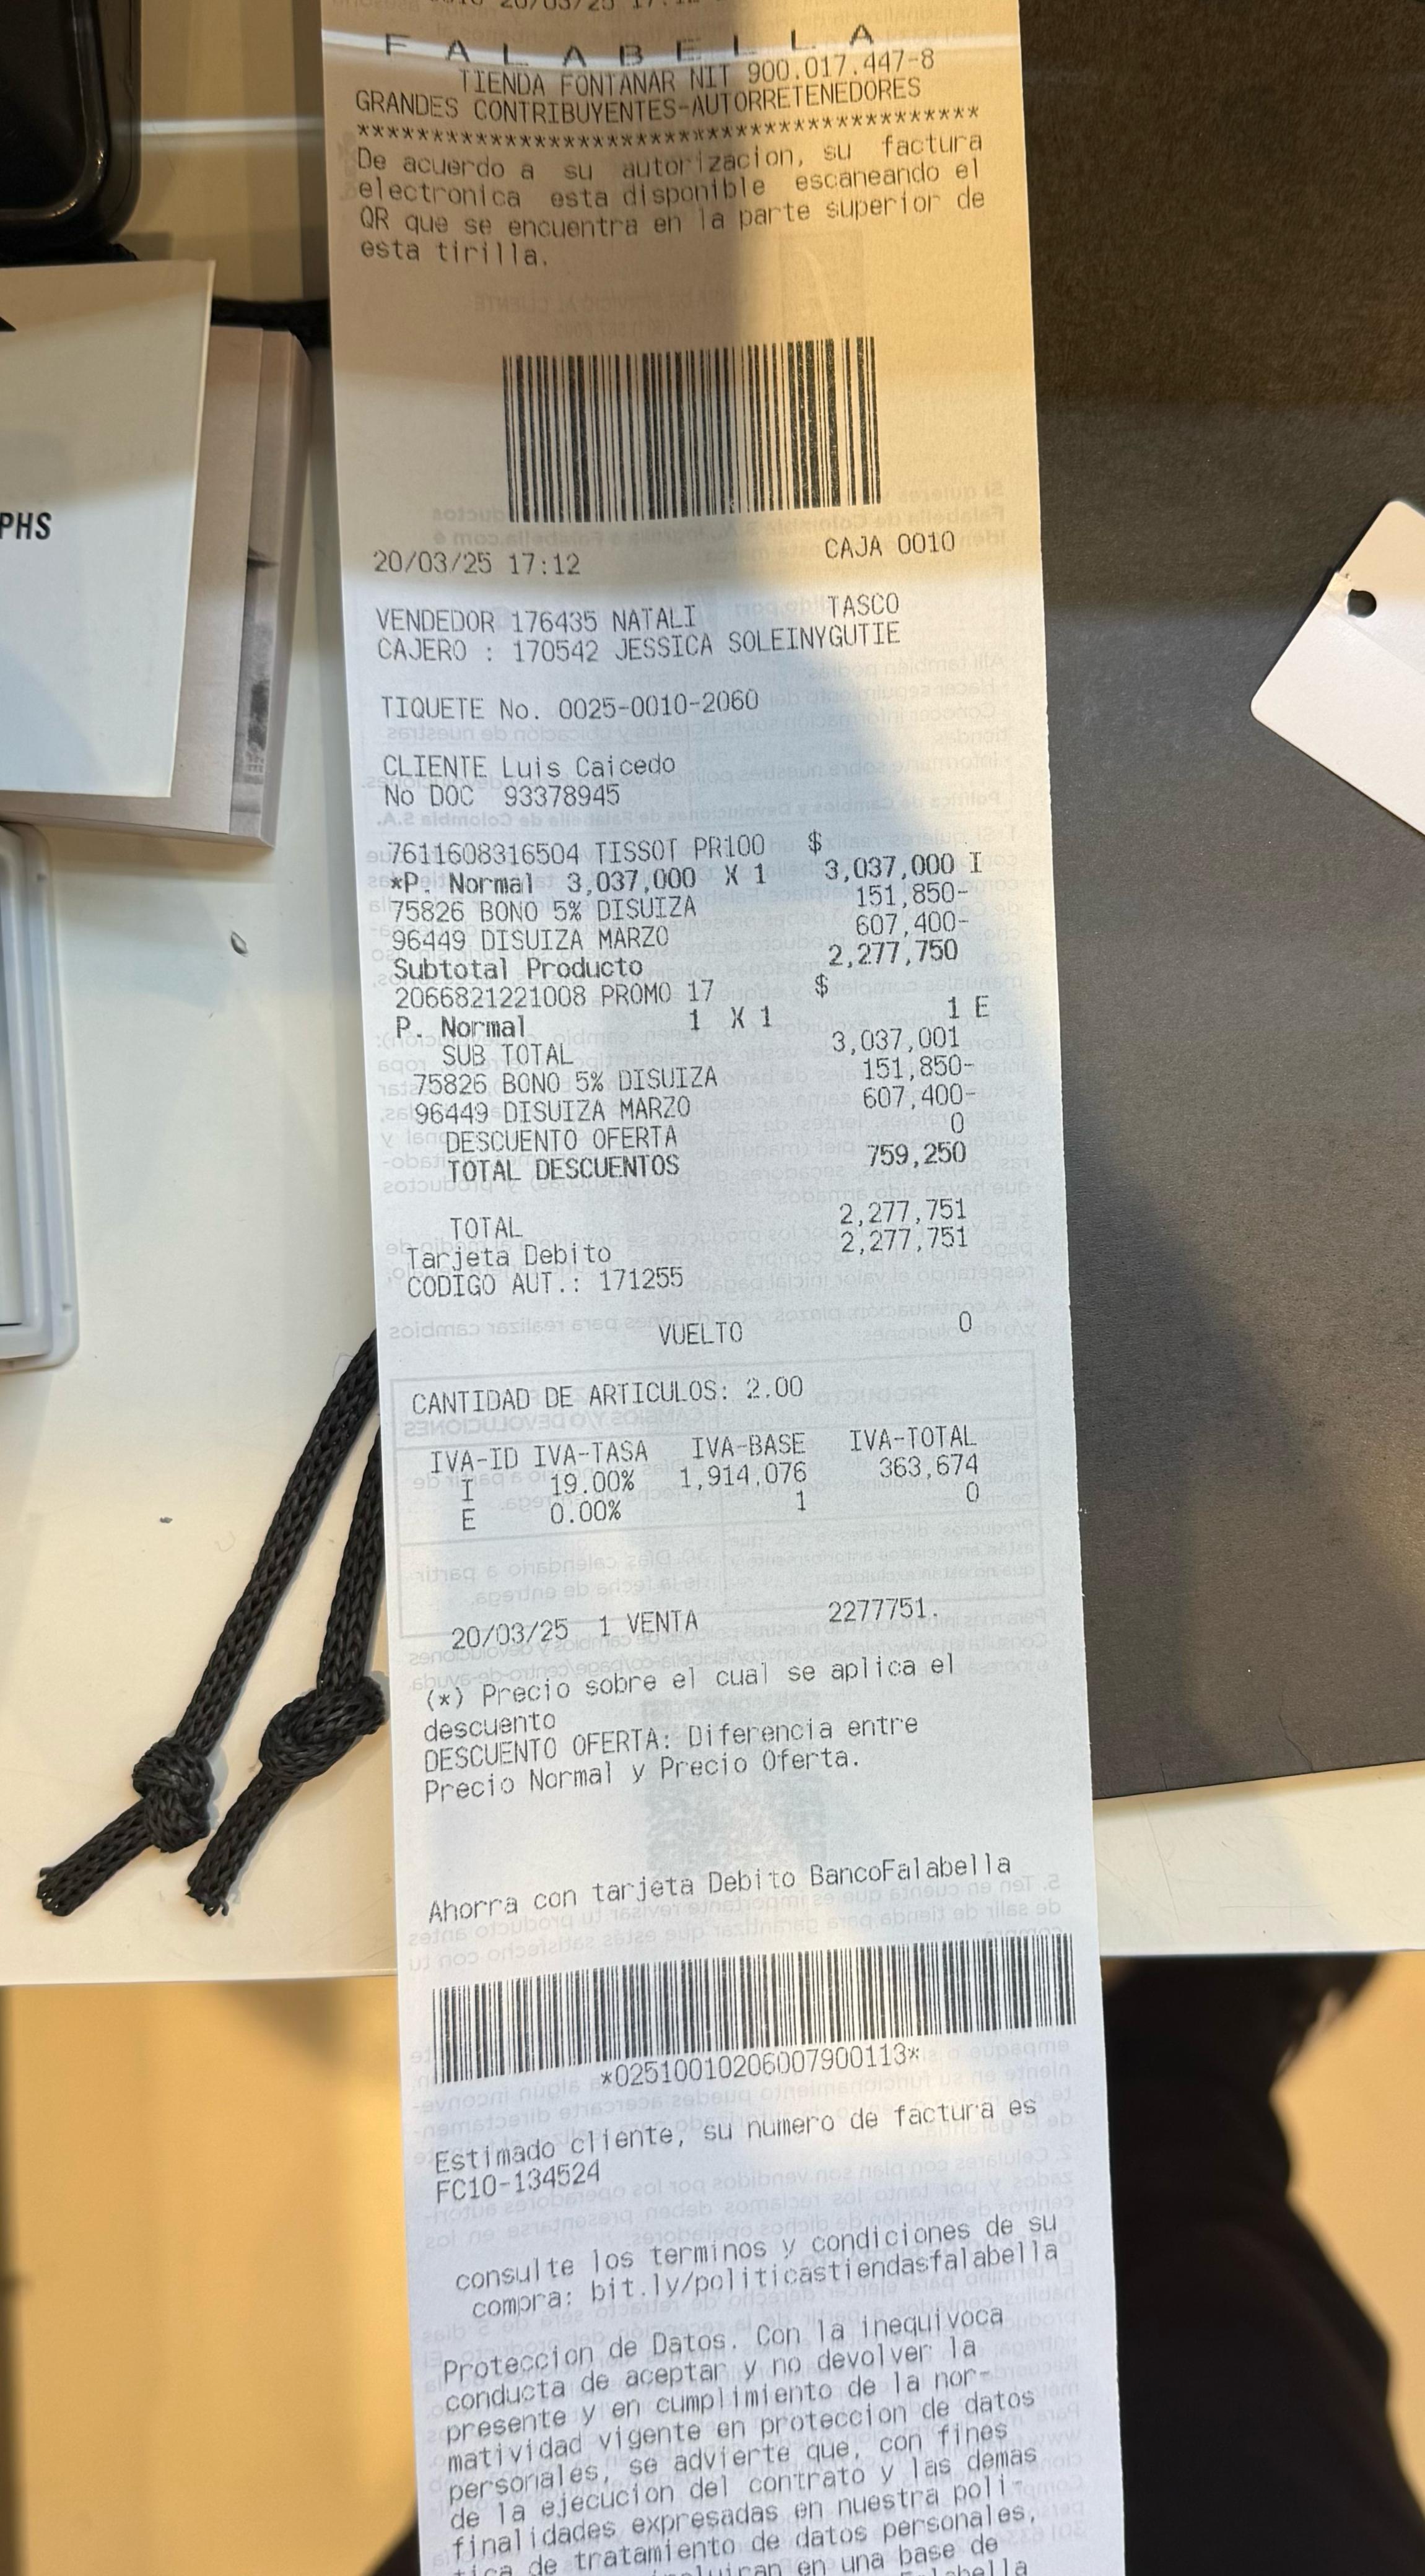 20/03/25 17:12
F A L A B E L L A
TIENDA FONTANAR NIT 900.017.447-8
GRANDES CONTRIBUYENTES-AUTORRETENEDORES
******************************************
De acuerdo a su autorizacion, su factura
electronica esta disponible escaneando el
QR que se encuentra en la parte superior de
esta tirilla.
PHS
20/03/25 17:12 CAJA 0010
VENDEDOR 176435 NATALI TASCO
CAJERO : 170542 JESSICA SOLEINYGUTIE
TIQUETE No. 0025-0010-2060
CLIENTE Luis Caicedo
No DOC 93378945
7611608316504 TISSOT PR100 $
*P. Normal 3,037,000 X 1 3,037,000 I
75826 BONO 5% DISUIZA 151,850-
96449 DISUIZA MARZO 607,400-
Subtotal Producto 2,277,750
2066821221008 PROMO 17 $
P. Normal 1 X 1 1 E
SUB TOTAL 3,037,001
75826 BONO 5% DISUIZA 151,850-
96449 DISUIZA MARZO 607,400-
DESCUENTO OFERTA 0
TOTAL DESCUENTOS 759,250
TOTAL 2,277,751
Tarjeta Debito 2,277,751
CODIGO AUT.: 171255
VUELTO 0
CANTIDAD DE ARTICULOS: 2.00
IVA-ID IVA-TASA IVA-BASE IVA-TOTAL
I 19.00% 1,914,076 363,674
E 0.00% 1 0
20/03/25 1 VENTA 2277751.
(*) Precio sobre el cual se aplica el
descuento
DESCUENTO OFERTA: Diferencia entre
Precio Normal y Precio Oferta.
Ahorra con tarjeta Debito BancoFalabella
*02510010206007900113*
Estimado cliente, su numero de factura es
FC10-134524
consulte los terminos y condiciones de su
compra: bit.ly/politicastiendasfalabella
Proteccion de Datos. Con la inequivoca
conducta de aceptar y no devolver la
presente y en cumplimiento de la nor-
matividad vigente en proteccion de datos
personales, se advierte que, con fines
de la ejecucion del contrato y las demas
finalidades expresadas en nuestra poli-
tica de tratamiento de datos personales,
en una base de